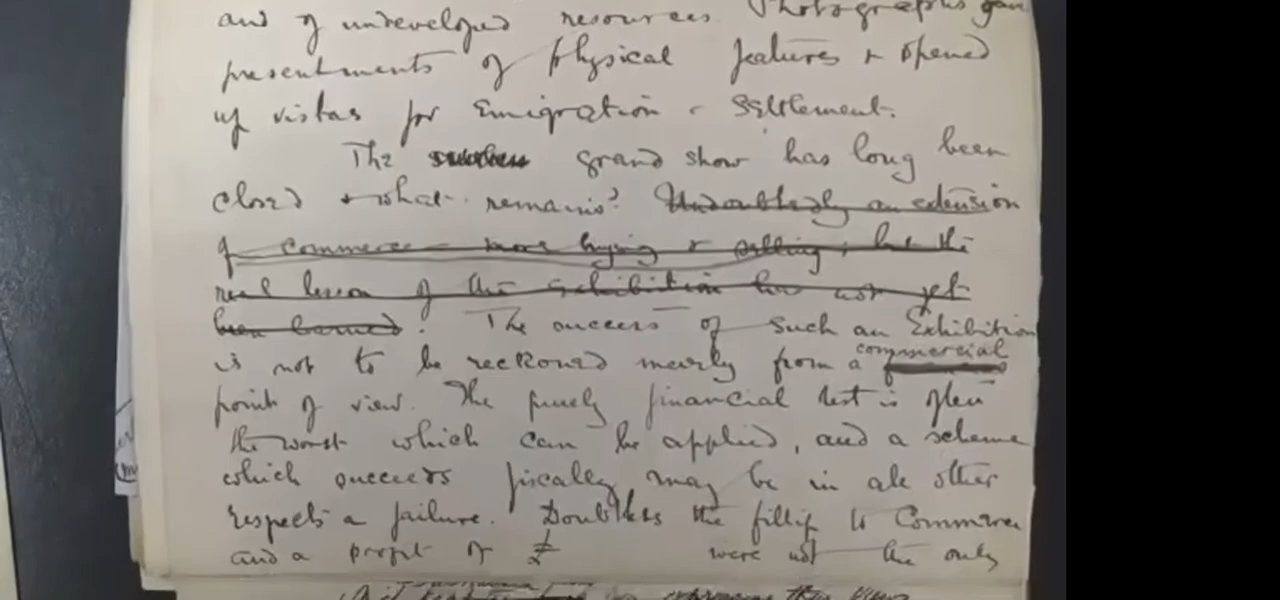 and of undeveloped resources. Photographs gave
presentments of physical features & opened
up vistas for Emigration & Settlement.
The grand show has long been
closed & what remains? Undoubtedly an extension
of commerce – more buying & selling, but the
real lesson of the exhibition has not yet
been learned. The success of such an Exhibition
is not to be reckoned merely from a commercial
point of view. The purely financial test is often
the worst which can be applied, and a scheme
which succeeds fiscally may be in all other
respects a failure. Doubtless the fillip to Commerce
and a profit of £ were not the only